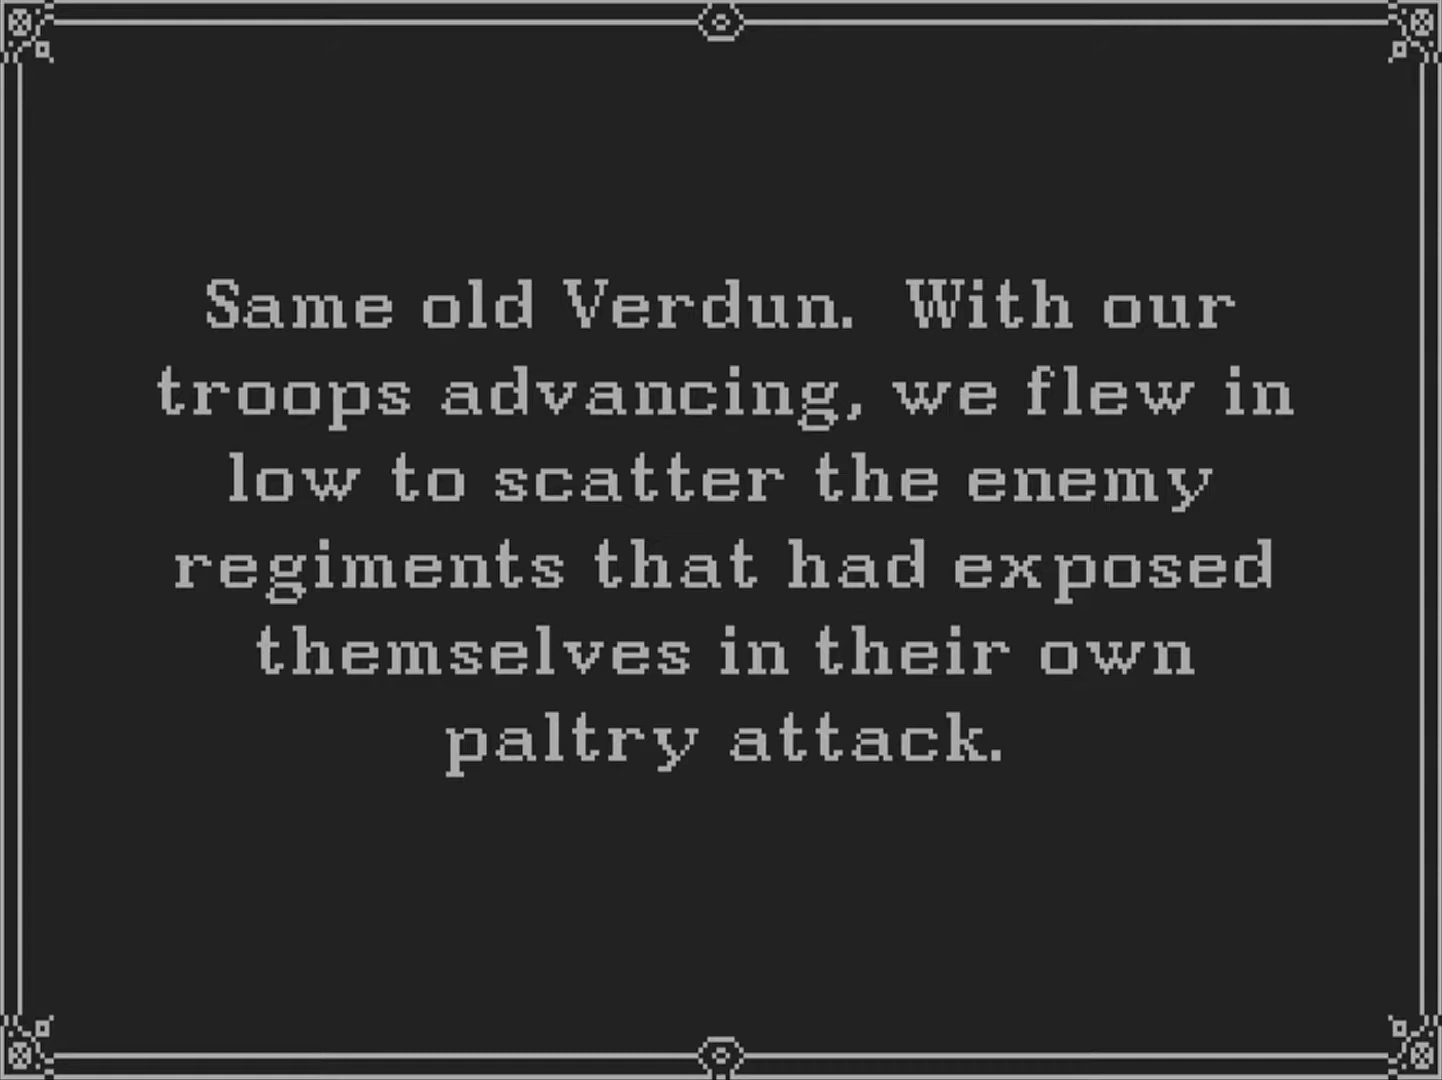 Same old Verdun.  With our
troops advancing, we flew in
low to scatter the enemy
regiments that had exposed
themselves in their own
paltry attack.